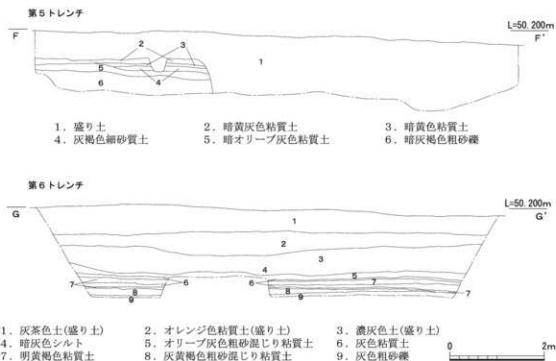 第5トレンチ
F
L=50.200m
F'
2
3
1
5
4
6
1．盛り土　2．暗黄灰色粘質土　3．暗黄色粘質土
4．灰褐色細砂質土　5．暗オリーブ灰色粘質土　6．暗灰褐色粗砂礫
第6トレンチ
G
L=50.200m
G'
1
2
3
4
5
7
6
6
7
8
8
9
9
7
1．灰茶色土(盛り土)　2．オレンジ色粘質土(盛り土)　3．濃灰色土(盛り土)
4．暗灰色シルト　5．オリーブ灰色粗砂混じり粘質土　6．灰色粘質土
7．明黄褐色粘質土　8．灰黄褐色粗砂混じり粘質土　9．灰色粗砂礫
0　2m